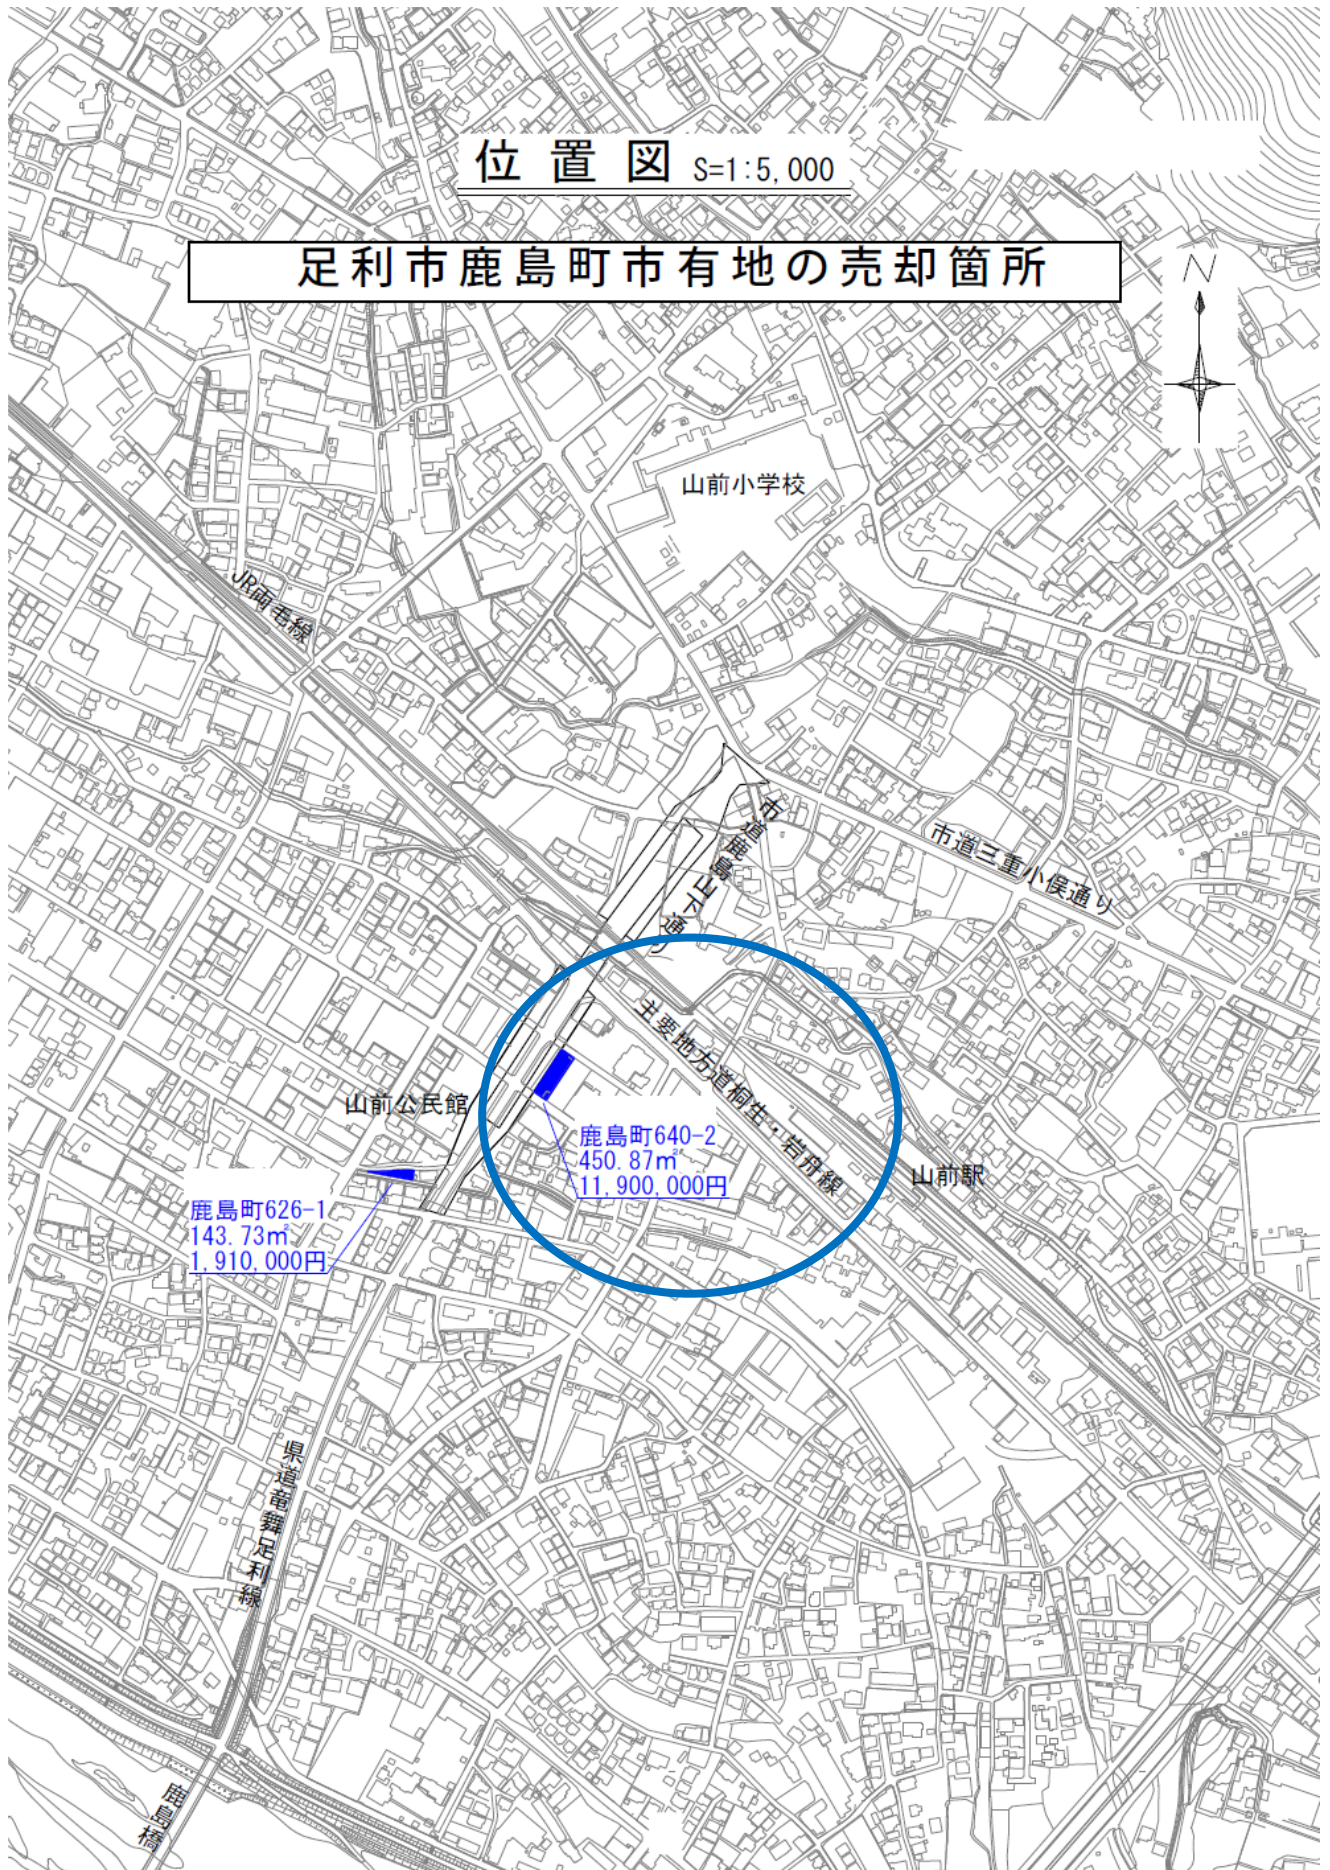 位置図 S=1:5,000
足利市鹿島町市有地の売却箇所
N
山前小学校
JR両毛線
市道鹿島山下通り
市道三重小俣通り
主要地方道桐生・岩舟線
山前公民館
鹿島町640-2
450.87㎡
11,900,000円
山前駅
鹿島町626-1
143.73㎡
1,910,000円
県道竜舞足利線
鹿島橋